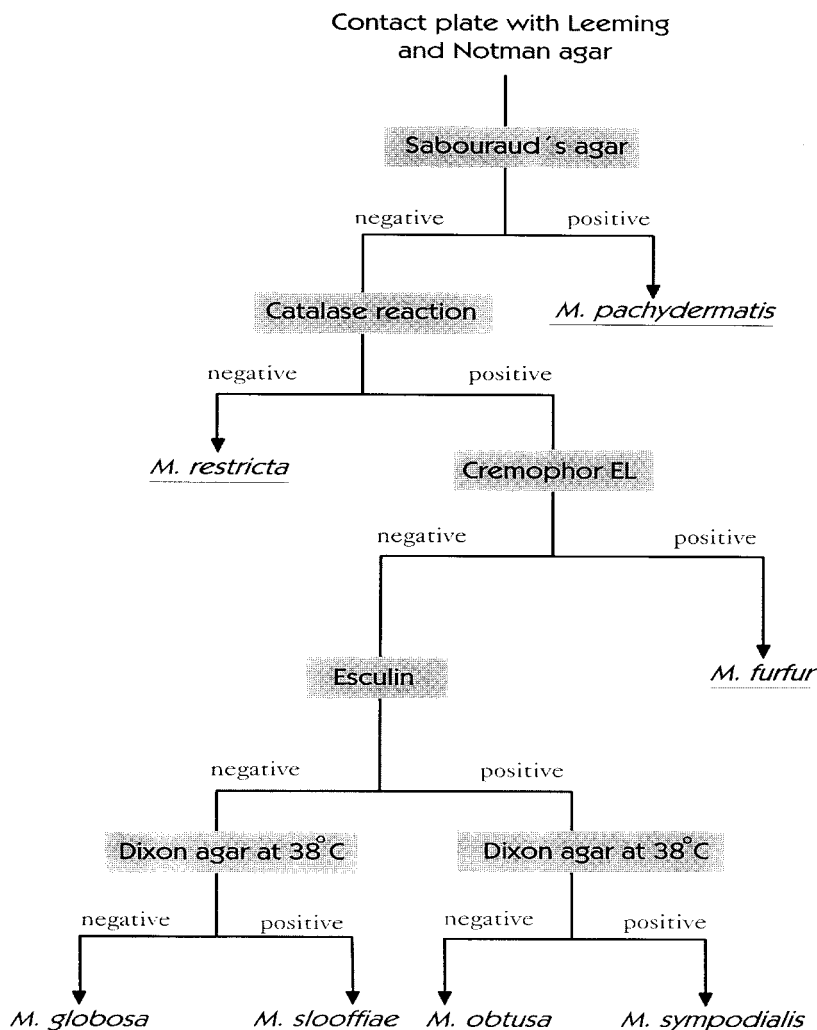 Contact plate with Leeming
and Notman agar
Sabouraud´s agar
negative
positive
Catalase reaction
M. pachydermatis
negative
positive
M. restricta
Cremophor EL
negative
positive
Esculin
M. furfur
negative
positive
Dixon agar at 38°C
Dixon agar at 38°C
negative
positive
negative
positive
M. globosa
M. slooffiae
M. obtusa
M. sympodialis